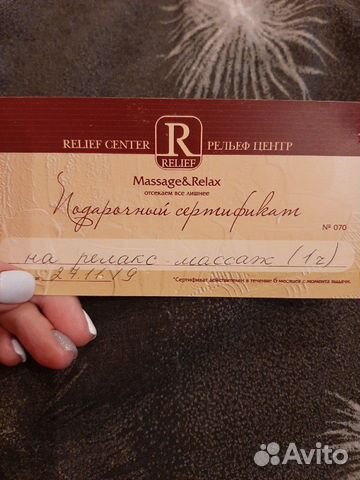 RELIEF CENTER R РЕЛЬЕФ ЦЕНТР
RELIEF
Massage&Relax
отсекаем все лишнее
Подарочный сертификат
№ 070
на релакс-массаж (1ч)
27.11.19
*Сертификат действителен в течение 6 месяцев с момента выдачи.
Avito